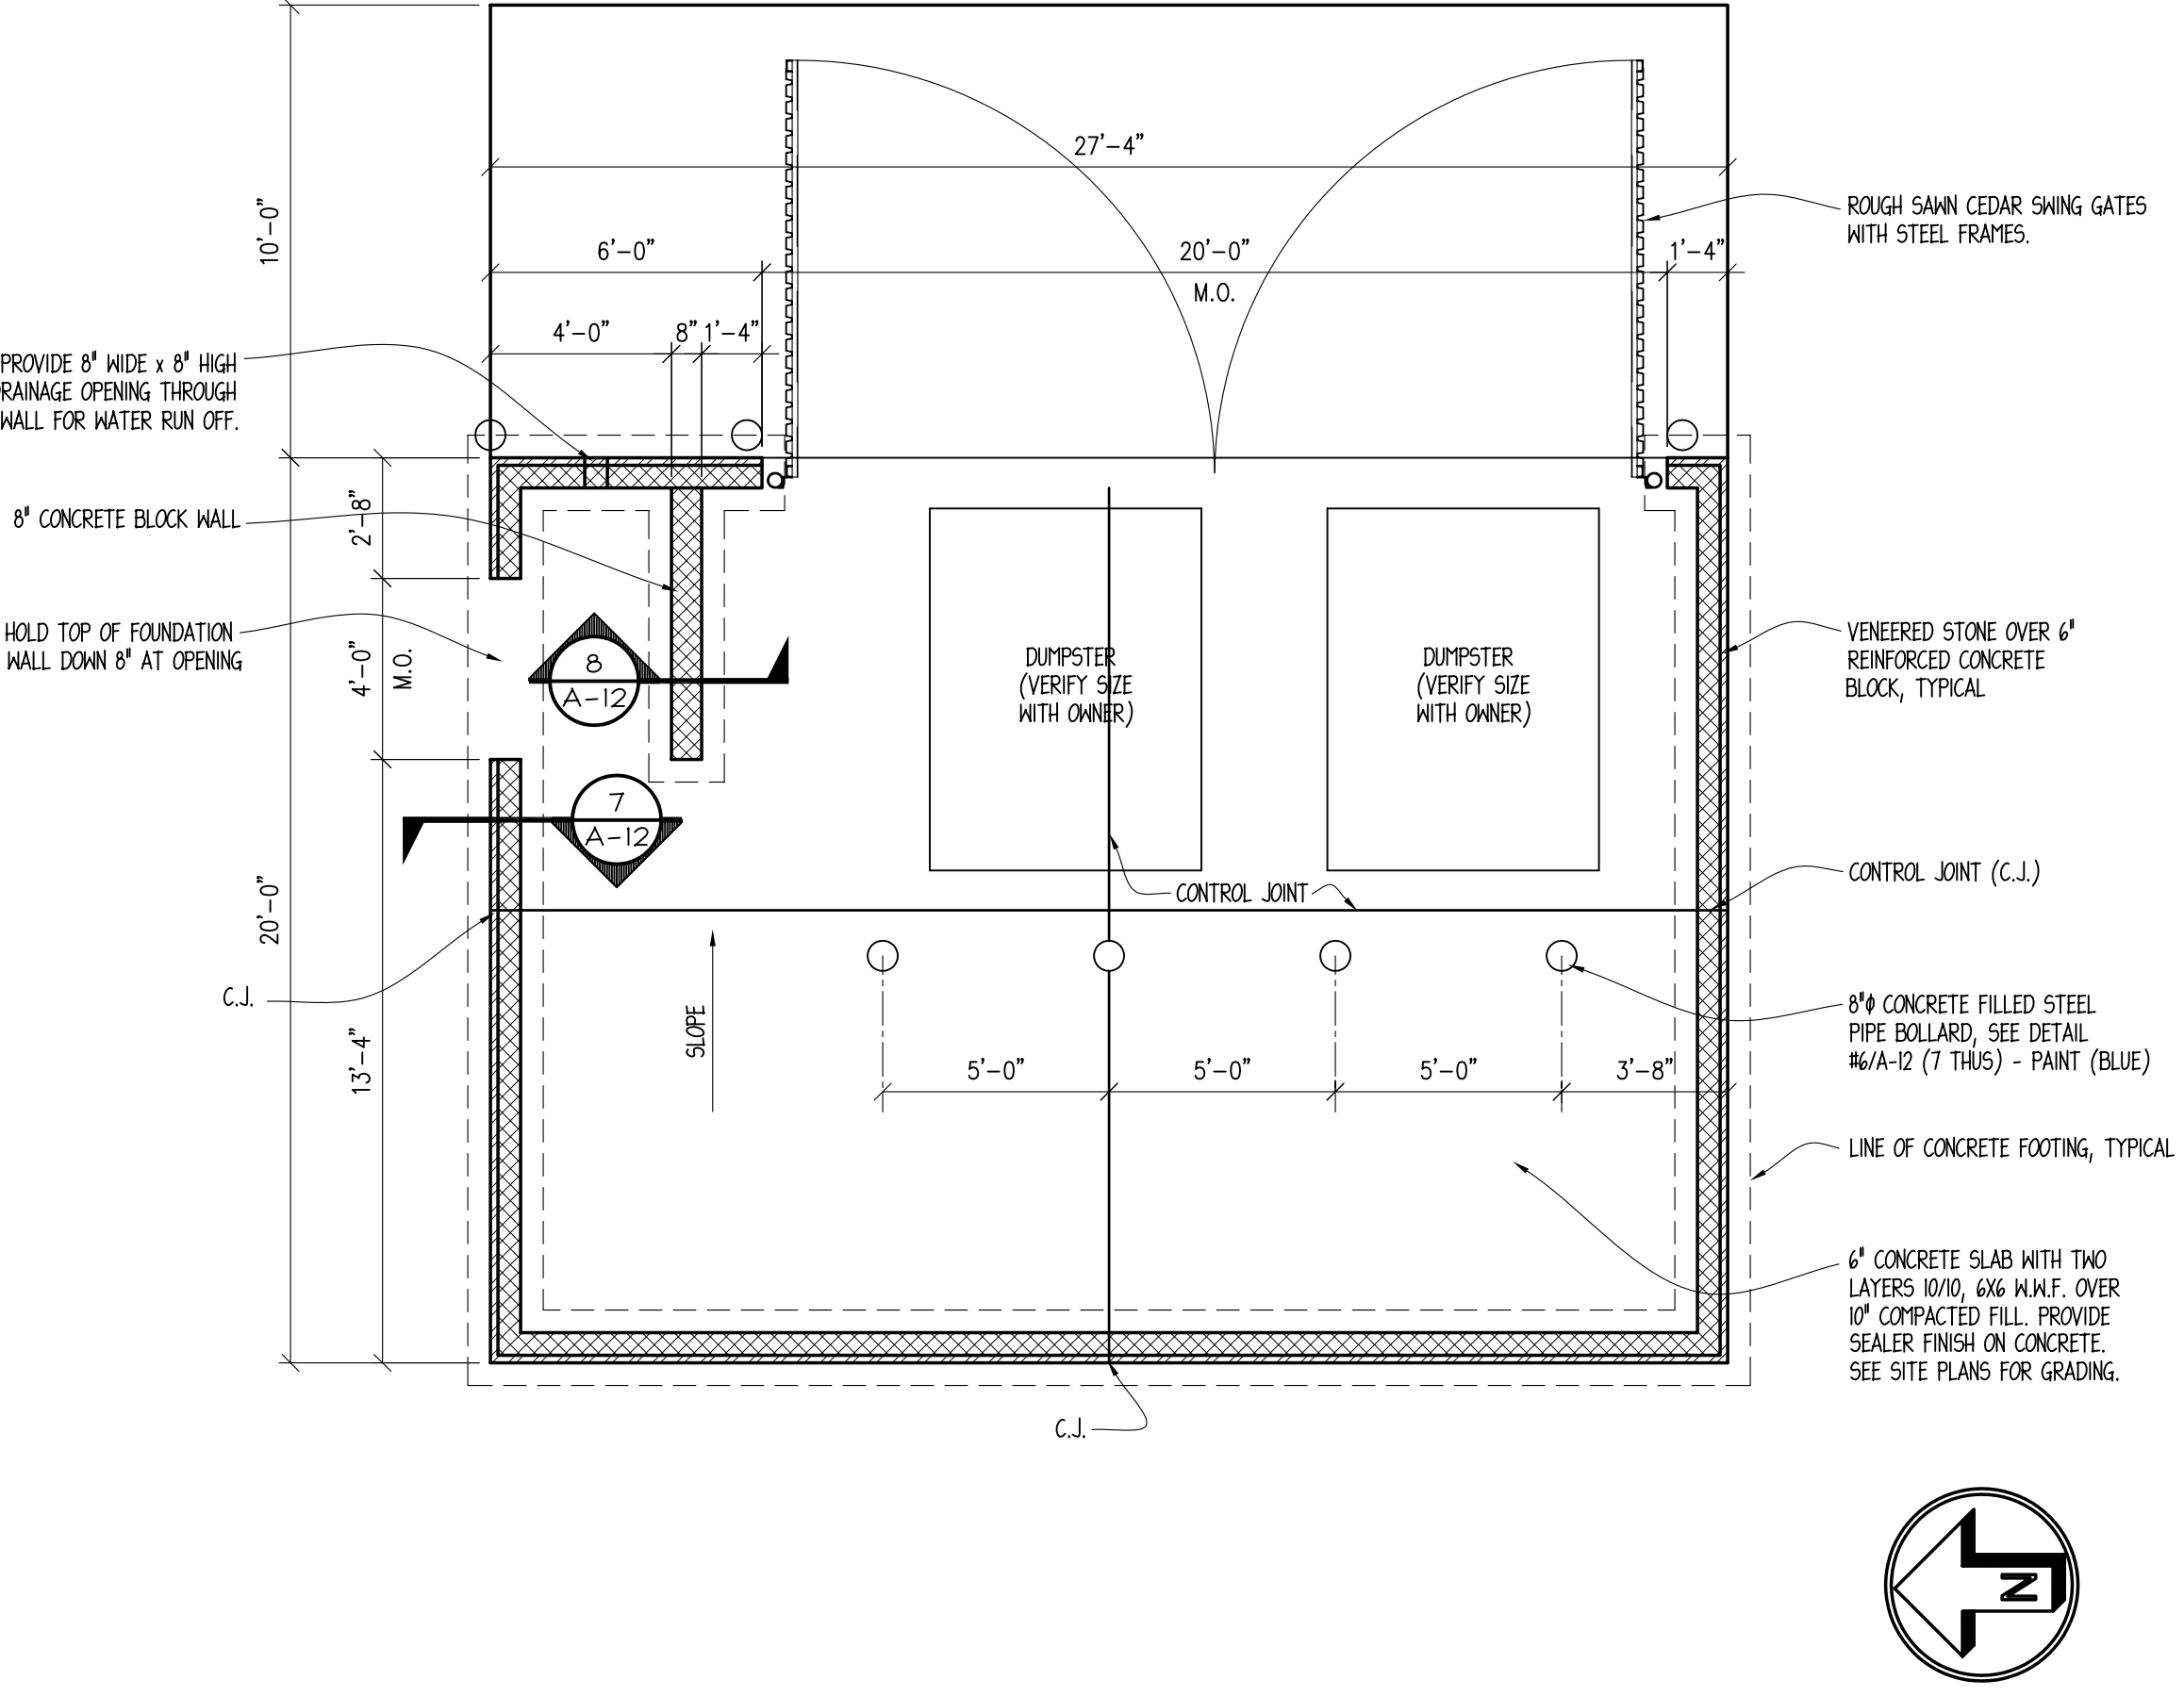 27'-4"
10'-0"
6'-0"
20'-0"
M.O.
1'-4"
4'-0"
8"
1'-4"
ROUGH SAWN CEDAR SWING GATES
WITH STEEL FRAMES.
PROVIDE 8" WIDE x 8" HIGH
RAINAGE OPENING THROUGH
WALL FOR WATER RUN OFF.
2'-8"
8" CONCRETE BLOCK WALL
HOLD TOP OF FOUNDATION
WALL DOWN 8" AT OPENING
4'-0"
M.O.
8
A-12
7
A-12
DUMPSTER
(VERIFY SIZE
WITH OWNER)
DUMPSTER
(VERIFY SIZE
WITH OWNER)
VENEERED STONE OVER 6"
REINFORCED CONCRETE
BLOCK, TYPICAL
CONTROL JOINT
CONTROL JOINT (C.J.)
20'-0"
C.J.
SLOPE
13'-4"
5'-0"
5'-0"
5'-0"
3'-8"
8"ϕ CONCRETE FILLED STEEL
PIPE BOLLARD, SEE DETAIL
#6/A-12 (7 THUS) - PAINT (BLUE)
LINE OF CONCRETE FOOTING, TYPICAL
6" CONCRETE SLAB WITH TWO
LAYERS 10/10, 6X6 W.W.F. OVER
10" COMPACTED FILL. PROVIDE
SEALER FINISH ON CONCRETE.
SEE SITE PLANS FOR GRADING.
C.J.
N